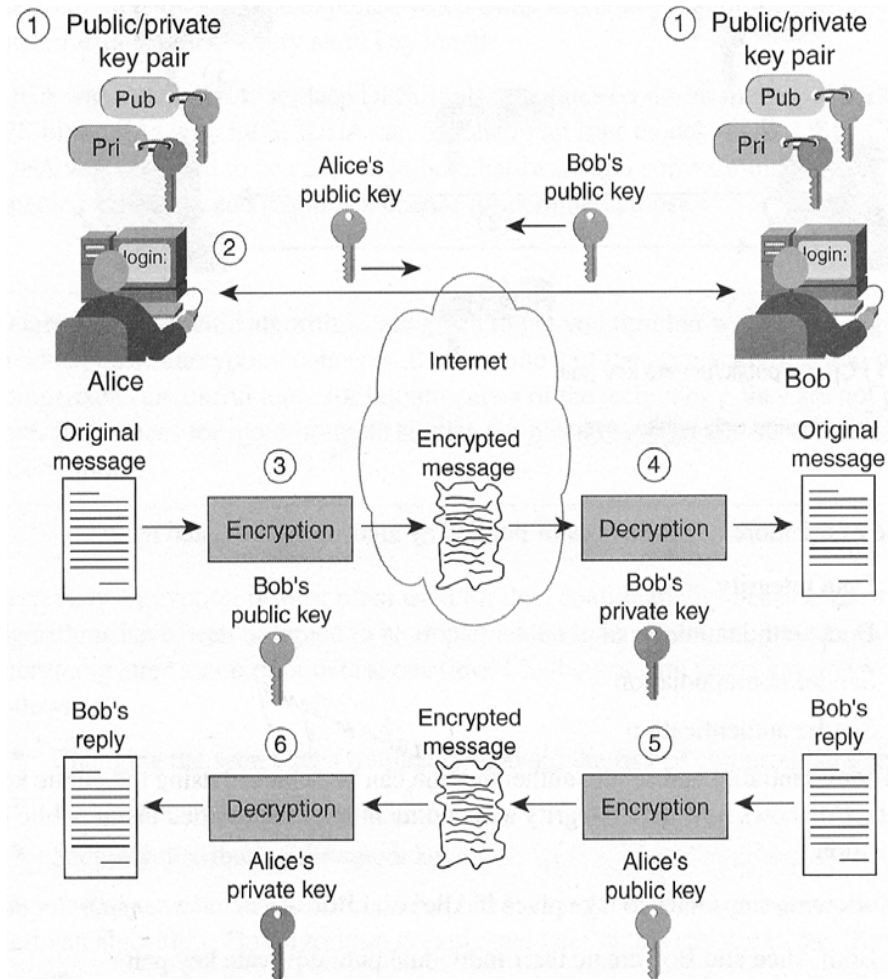 1 Public/private
key pair
Pub
Pri
1 Public/private
key pair
Pub
Pri
Alice's
public key
Bob's
public key
login:
2
login:
Alice
Internet
Bob
Original
message
3
Encryption
Bob's
public key
Encrypted
message
4
Decryption
Bob's
private key
Original
message
Bob's
reply
5
Encryption
Alice's
public key
Encrypted
message
6
Decryption
Alice's
private key
Bob's
reply